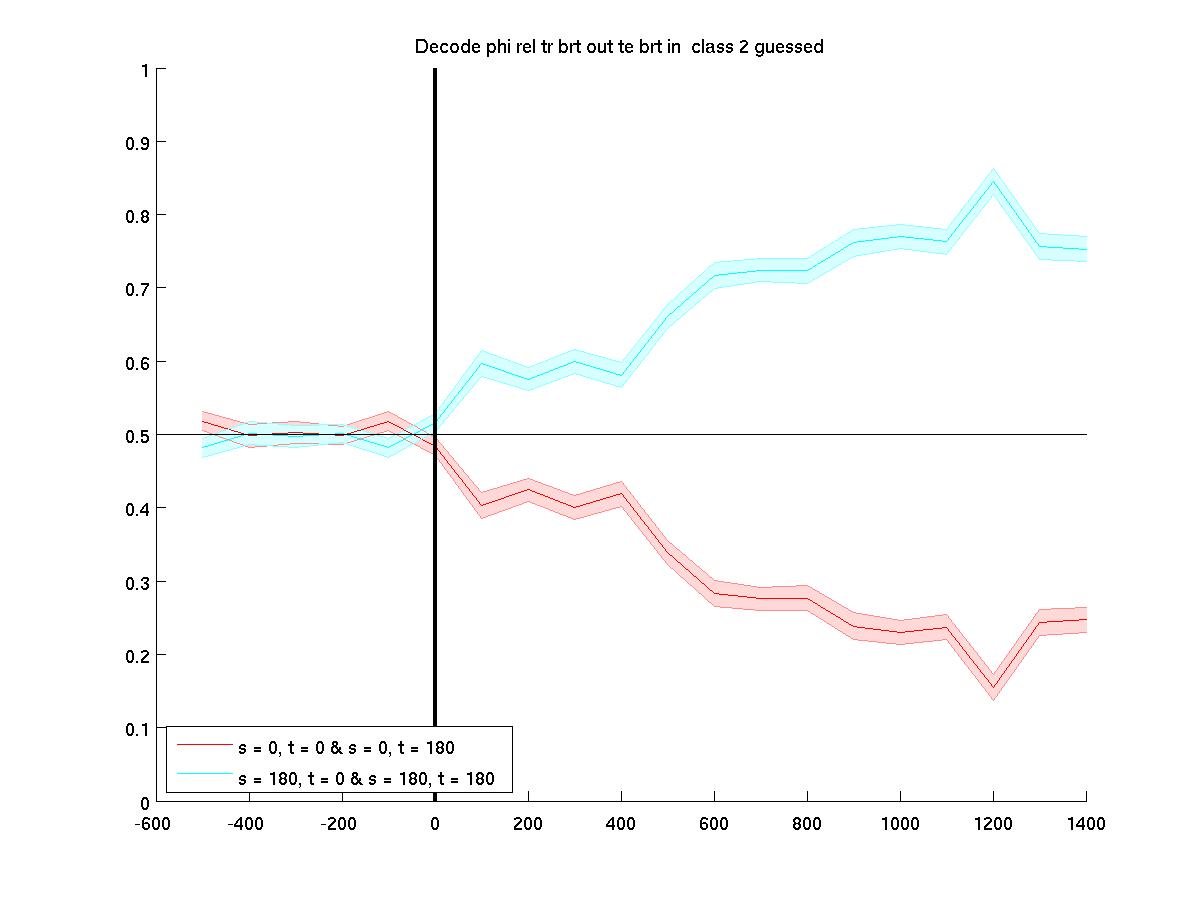 Decode phi rel tr brt out te brt in  class 2 guessed
1
0.9
0.8
0.7
0.6
0.5
0.4
0.3
0.2
0.1
0
s = 0, t = 0 & s = 0, t = 180
s = 180, t = 0 & s = 180, t = 180
-600 -400 -200 0 200 400 600 800 1000 1200 1400